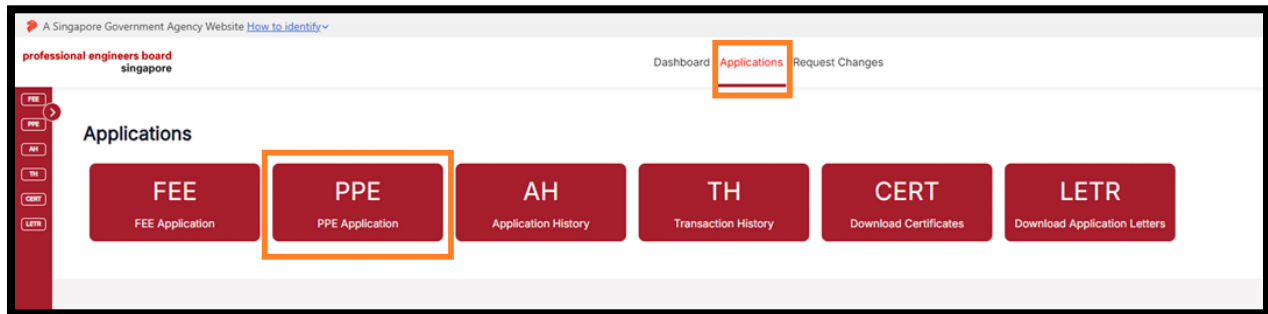 A Singapore Government Agency Website How to identify
professional engineers board
singapore
Dashboard Applications Request Changes
FEE
PPE
AH
TH
CERT
LETR
Applications
FEE PPE AH TH CERT LETR
FEE Application PPE Application Application History Transaction History Download Certificates Download Application Letters